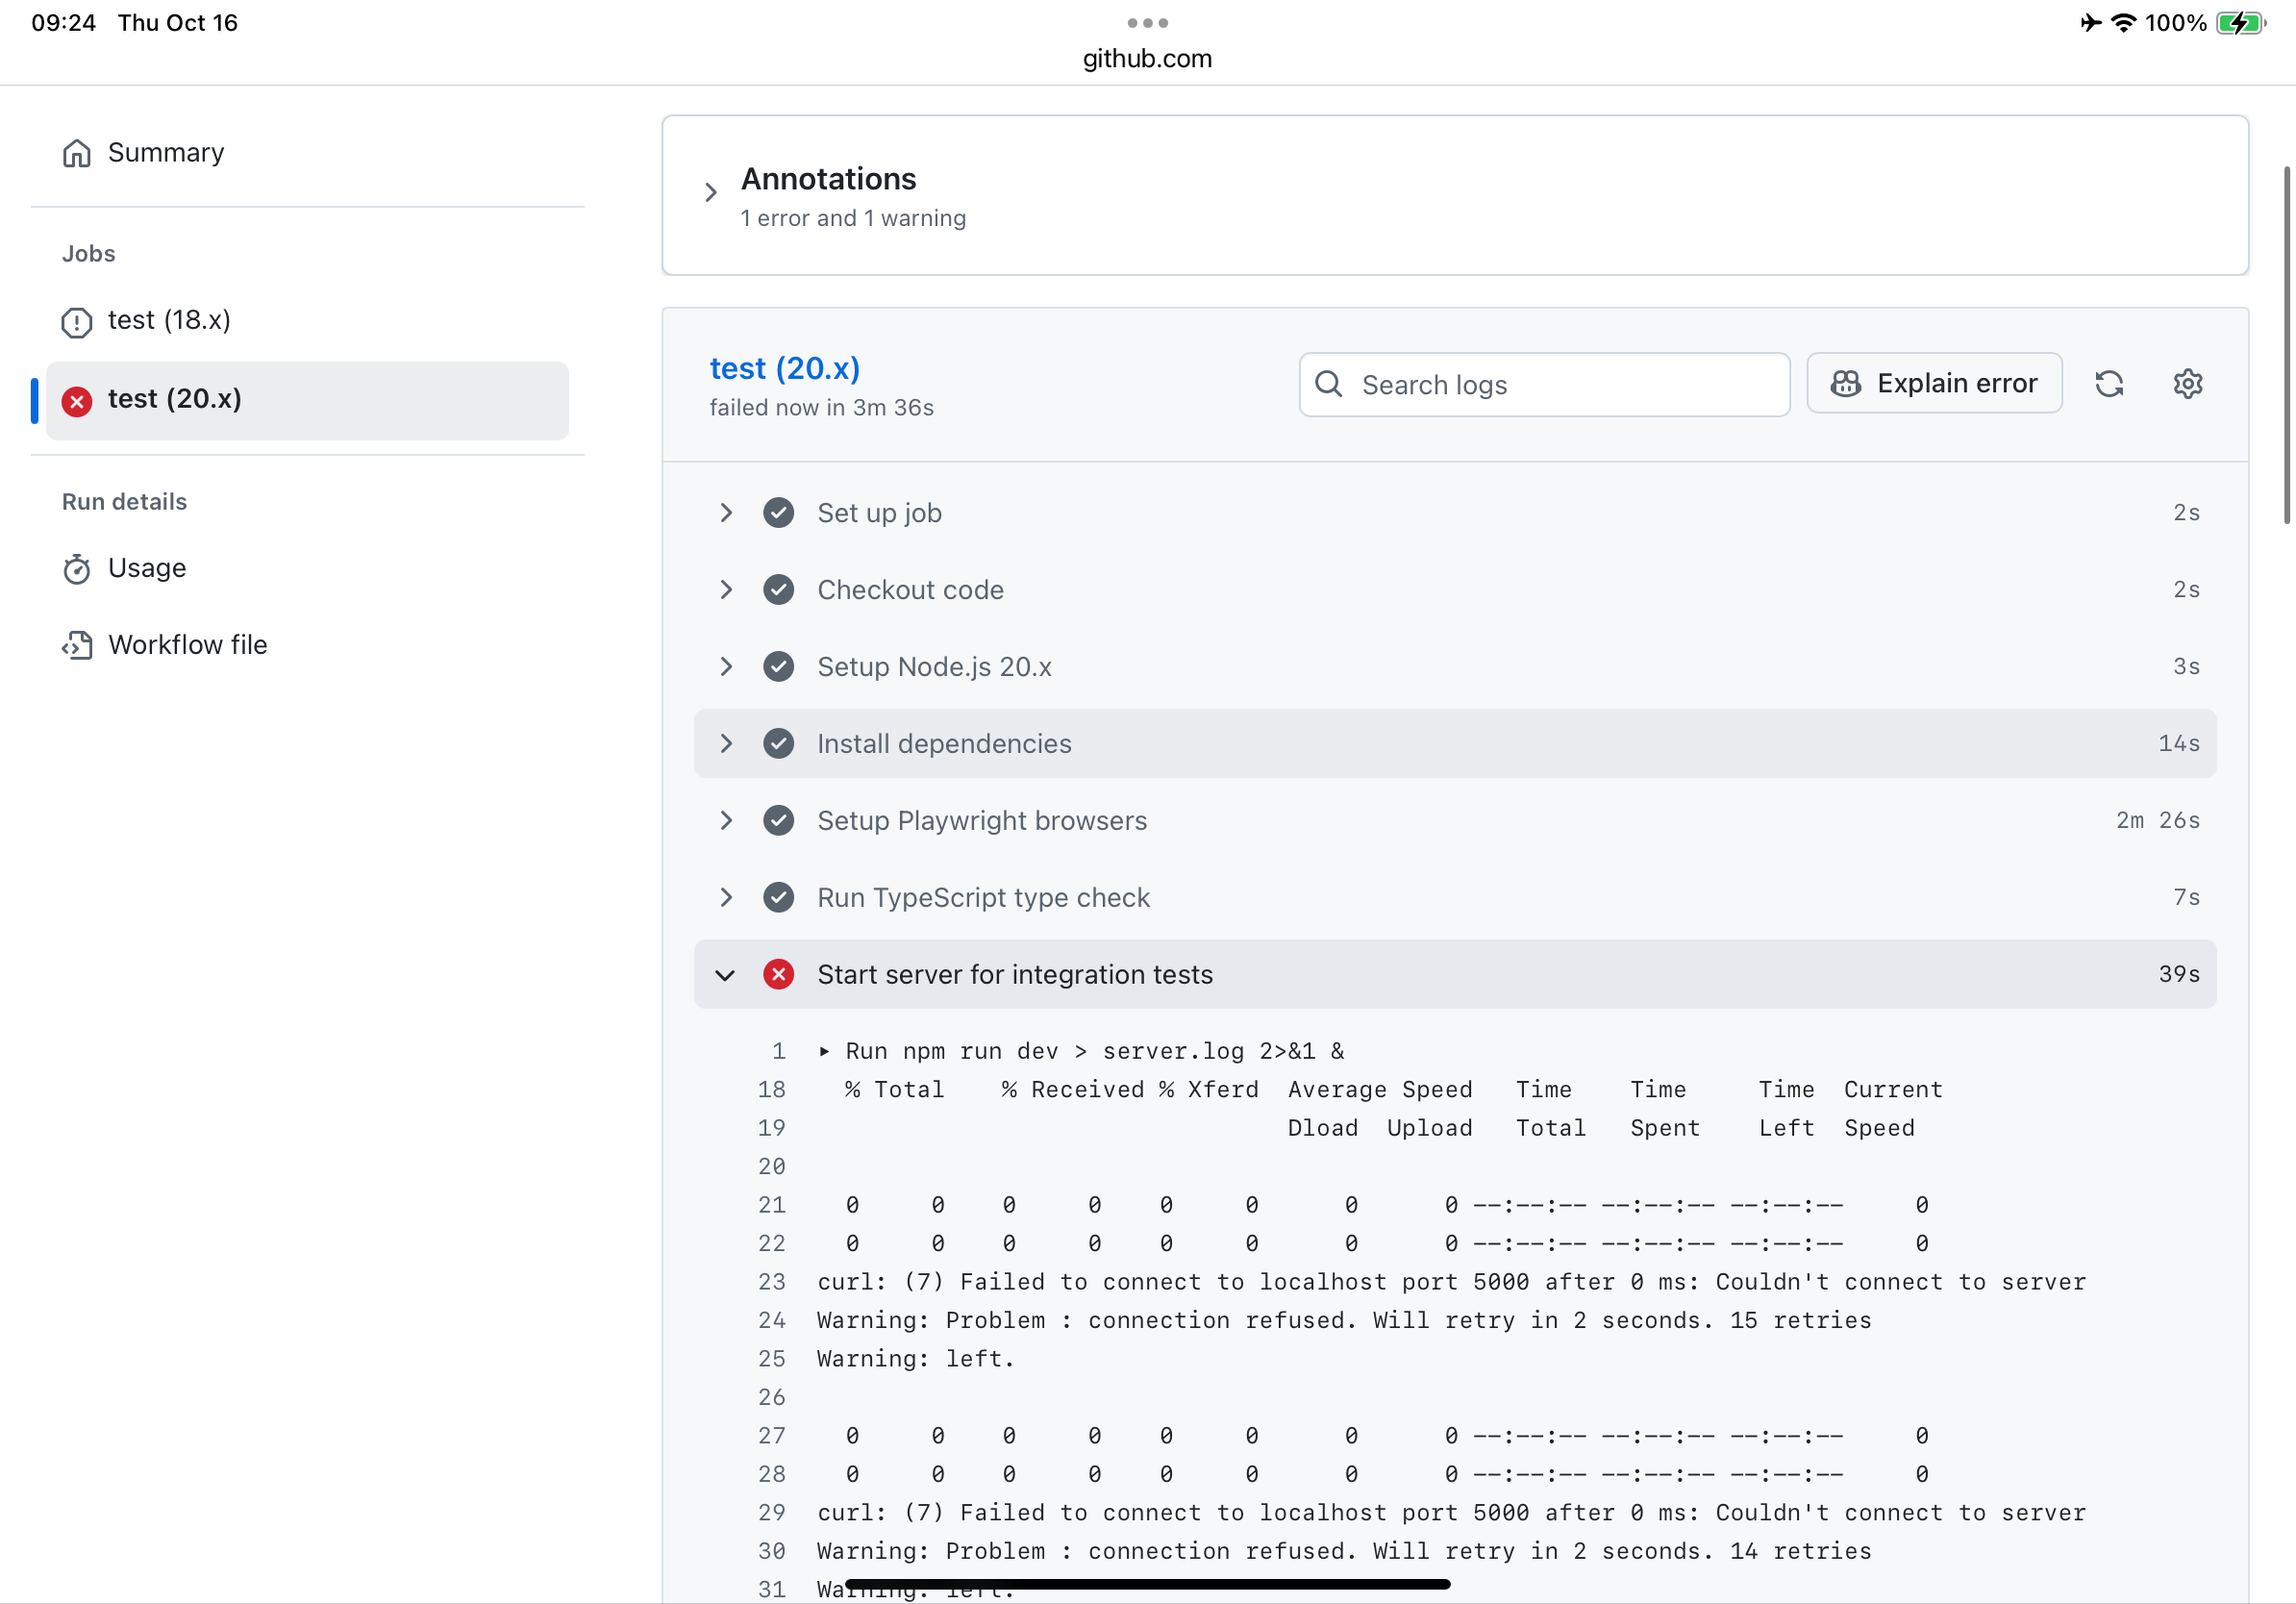 09:24 Thu Oct 16
100%
github.com
Summary
Jobs
test (18.x)
test (20.x)
Run details
Usage
Workflow file
Annotations
1 error and 1 warning
test (20.x)
failed now in 3m 36s
Search logs
Explain error
Set up job 2s
Checkout code 2s
Setup Node.js 20.x 3s
Install dependencies 14s
Setup Playwright browsers 2m 26s
Run TypeScript type check 7s
Start server for integration tests 39s
1 ▸ Run npm run dev > server.log 2>&1 &
18 % Total % Received % Xferd Average Speed Time Time Time Current
19 Dload Upload Total Spent Left Speed
20
21 0 0 0 0 0 0 0 0 --:--:-- --:--:-- --:--:-- 0
22 0 0 0 0 0 0 0 0 --:--:-- --:--:-- --:--:-- 0
23 curl: (7) Failed to connect to localhost port 5000 after 0 ms: Couldn't connect to server
24 Warning: Problem : connection refused. Will retry in 2 seconds. 15 retries
25 Warning: left.
26
27 0 0 0 0 0 0 0 0 --:--:-- --:--:-- --:--:-- 0
28 0 0 0 0 0 0 0 0 --:--:-- --:--:-- --:--:-- 0
29 curl: (7) Failed to connect to localhost port 5000 after 0 ms: Couldn't connect to server
30 Warning: Problem : connection refused. Will retry in 2 seconds. 14 retries
31 Warning: left.